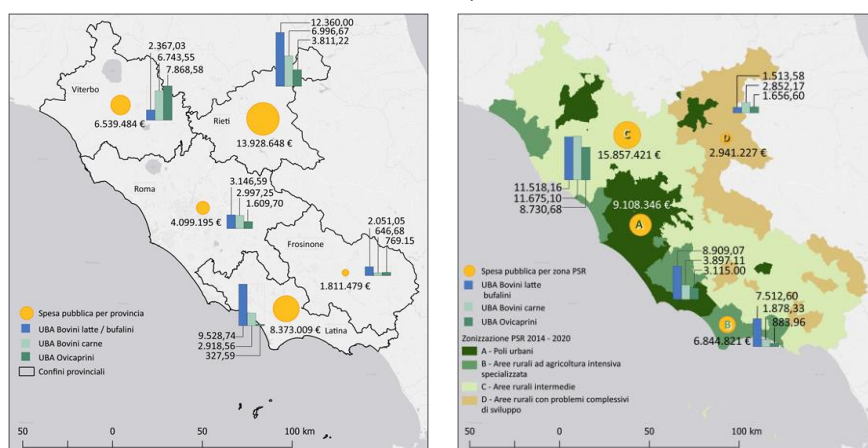 12.360,00
6.996,67
3.811,22
2.367,03
6.743,55
7.868,58
Viterbo
6.539.484 €
Rieti
13.928.648 €
Roma
3.146,59
2.997,25
1.609,70
4.099.195 €
Frosinone
2.051,05
646,68
769.15
1.811.479 €
Spesa pubblica per provincia
UBA Bovini latte / bufalini
UBA Bovini carne
UBA Ovicaprini
Confini provinciali
8.373.009 €
Latina
9.528,74
2.918,56
327,59
50
0
50
100 km
1.513,58
2.852,17
1.656,60
C
15.857.421 €
D
2.941.227 €
11.518,16
11.675,10
8.730,68
9.108.346 €
A
8.909,07
3.897,11
3.115.00
7.512,60
1.878,33
883,96
B
6.844.821 €
Spesa pubblica per zona PSR
UBA Bovini latte
bufalini
UBA Bovini carne
UBA Ovicaprini
Zonizzazione PSR 2014 - 2020
A - Poli urbani
B - Aree rurali ad agricoltura intensiva
specializzata
C - Aree rurali intermedie
D - Aree rurali con problemi complessivi
di sviluppo
50
0
50
100 km